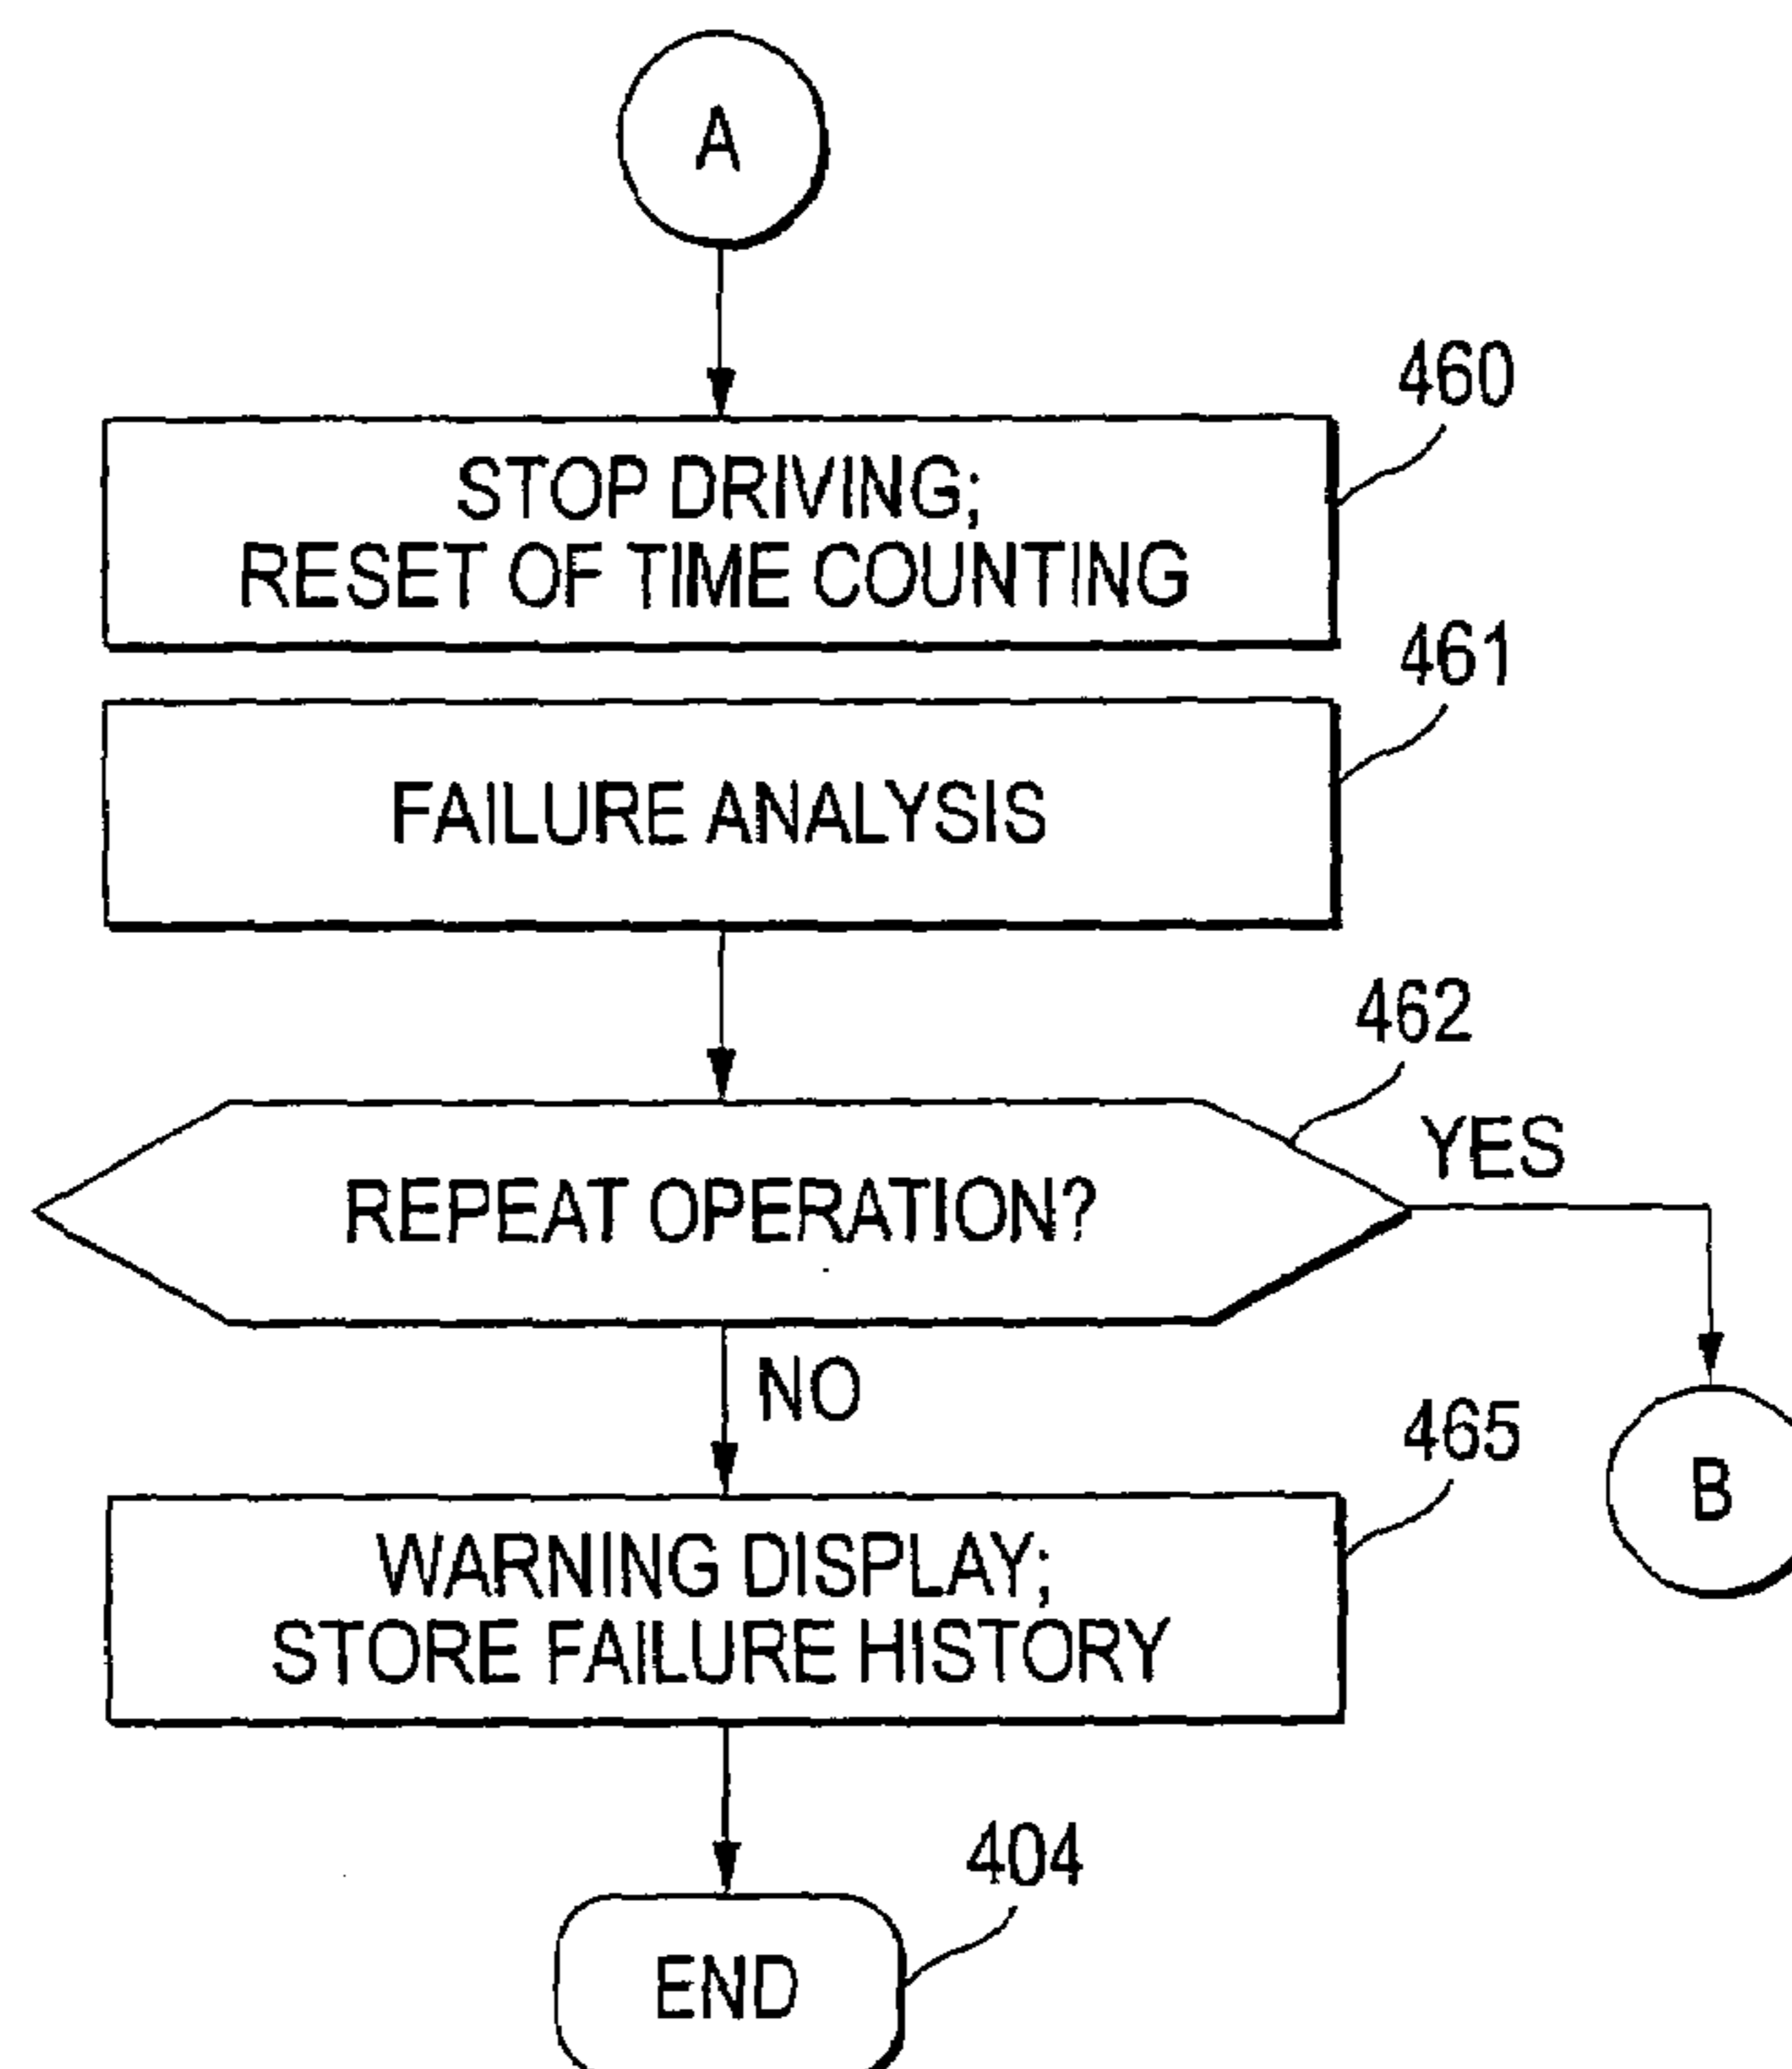 A
460
STOP DRIVING;
RESET OF TIME COUNTING
461
FAILURE ANALYSIS
462
YES
REPEAT OPERATION?
NO
465
B
WARNING DISPLAY;
STORE FAILURE HISTORY
404
END